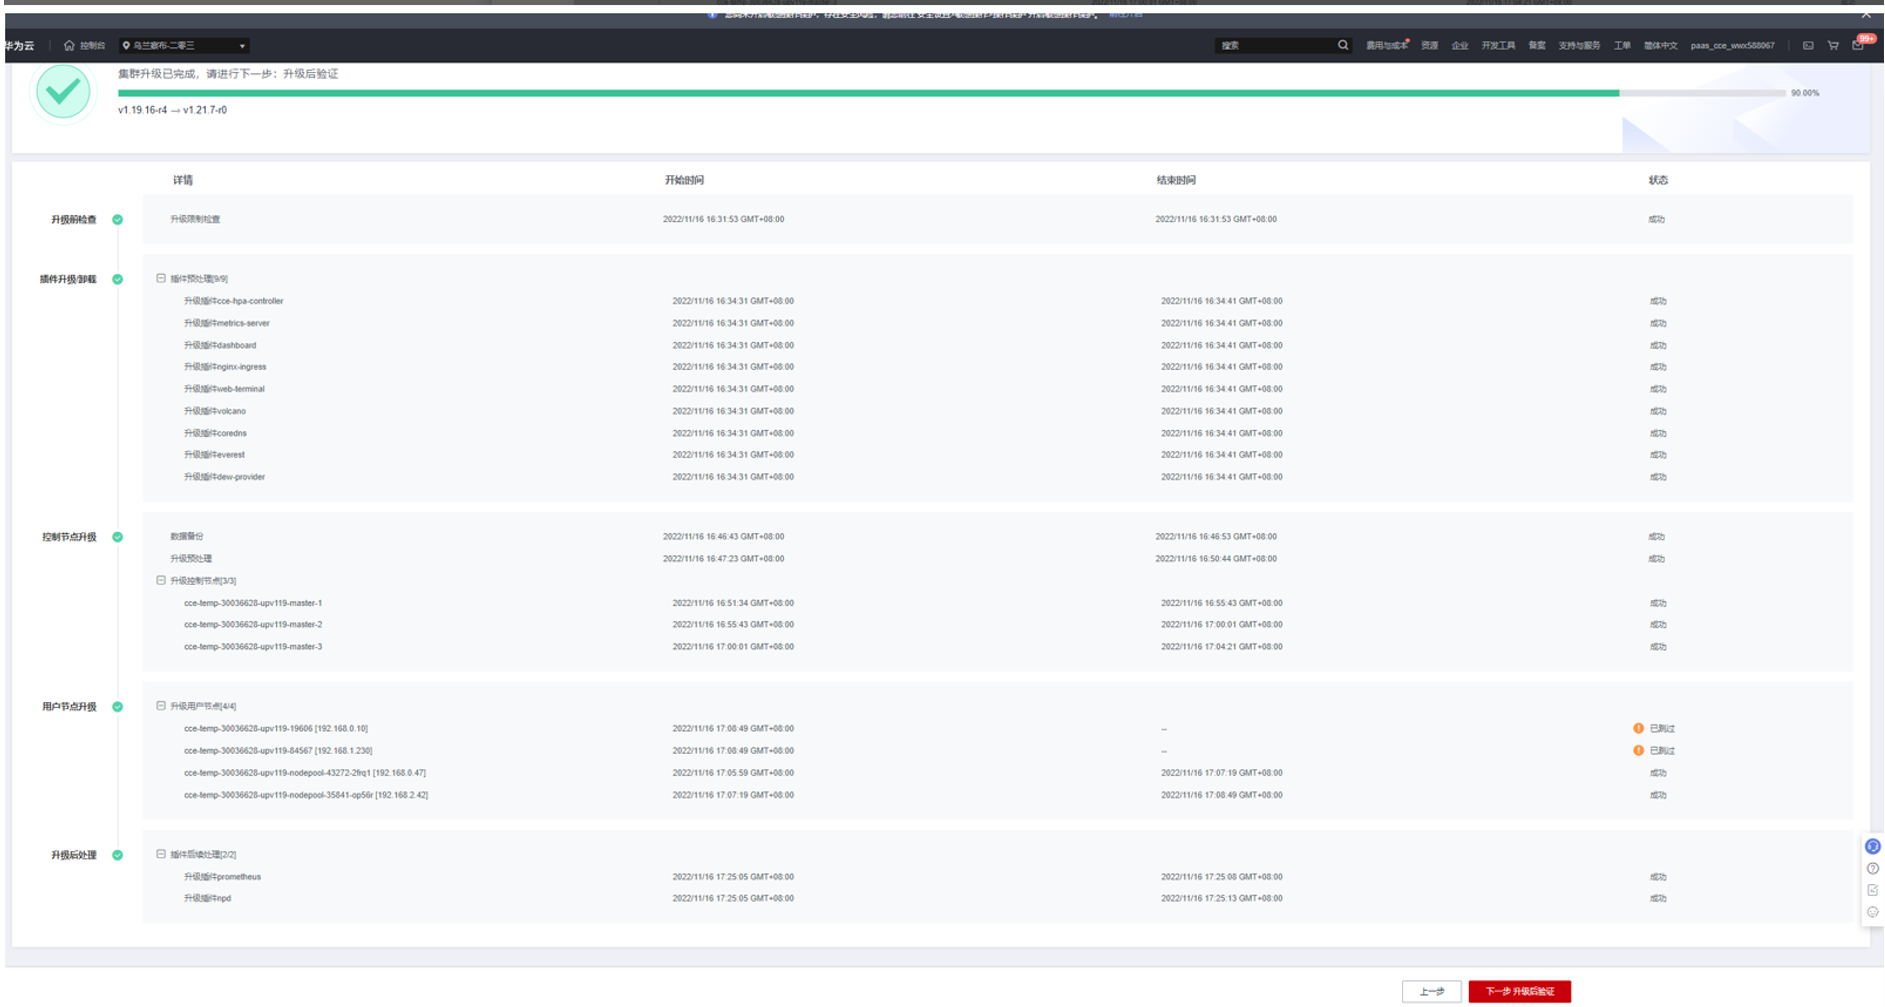 华为云 控制台 乌兰察布-二零三 搜索 费用与成本 资源 企业 开发工具 备案 支持与服务 工单 简体中文 paas_cce_wwx588067 99+
集群升级已完成，请进行下一步：升级后验证
90.00%
v1.19.16-r4 → v1.21.7-r0
详情 开始时间 结束时间 状态
升级前检查 升级限制检查 2022/11/16 16:31:53 GMT+08:00 2022/11/16 16:31:53 GMT+08:00 成功
插件升级/卸载 插件预处理[9/9]
升级插件cce-hpa-controller 2022/11/16 16:34:31 GMT+08:00 2022/11/16 16:34:41 GMT+08:00 成功
升级插件metrics-server 2022/11/16 16:34:31 GMT+08:00 2022/11/16 16:34:41 GMT+08:00 成功
升级插件dashboard 2022/11/16 16:34:31 GMT+08:00 2022/11/16 16:34:41 GMT+08:00 成功
升级插件nginx-ingress 2022/11/16 16:34:31 GMT+08:00 2022/11/16 16:34:41 GMT+08:00 成功
升级插件web-terminal 2022/11/16 16:34:31 GMT+08:00 2022/11/16 16:34:41 GMT+08:00 成功
升级插件volcano 2022/11/16 16:34:31 GMT+08:00 2022/11/16 16:34:41 GMT+08:00 成功
升级插件coredns 2022/11/16 16:34:31 GMT+08:00 2022/11/16 16:34:41 GMT+08:00 成功
升级插件everest 2022/11/16 16:34:31 GMT+08:00 2022/11/16 16:34:41 GMT+08:00 成功
升级插件dew-provider 2022/11/16 16:34:31 GMT+08:00 2022/11/16 16:34:41 GMT+08:00 成功
控制节点升级 数据备份 2022/11/16 16:46:43 GMT+08:00 2022/11/16 16:46:53 GMT+08:00 成功
升级预处理 2022/11/16 16:47:23 GMT+08:00 2022/11/16 16:50:44 GMT+08:00 成功
升级控制节点[3/3]
cce-temp-30036628-upv119-master-1 2022/11/16 16:51:34 GMT+08:00 2022/11/16 16:55:43 GMT+08:00 成功
cce-temp-30036628-upv119-master-2 2022/11/16 16:55:43 GMT+08:00 2022/11/16 17:00:01 GMT+08:00 成功
cce-temp-30036628-upv119-master-3 2022/11/16 17:00:01 GMT+08:00 2022/11/16 17:04:21 GMT+08:00 成功
用户节点升级 升级用户节点[4/4]
cce-temp-30036628-upv119-19606 [192.168.0.10] 2022/11/16 17:08:49 GMT+08:00 -- 已跳过
cce-temp-30036628-upv119-84567 [192.168.1.230] 2022/11/16 17:08:49 GMT+08:00 -- 已跳过
cce-temp-30036628-upv119-nodepool-43272-2frq1 [192.168.0.47] 2022/11/16 17:05:59 GMT+08:00 2022/11/16 17:07:19 GMT+08:00 成功
cce-temp-30036628-upv119-nodepool-35841-op56r [192.168.2.42] 2022/11/16 17:07:19 GMT+08:00 2022/11/16 17:08:49 GMT+08:00 成功
升级后处理 插件后续处理[2/2]
升级插件prometheus 2022/11/16 17:25:05 GMT+08:00 2022/11/16 17:25:08 GMT+08:00 成功
升级插件npd 2022/11/16 17:25:05 GMT+08:00 2022/11/16 17:25:13 GMT+08:00 成功
上一步 下一步 升级后验证